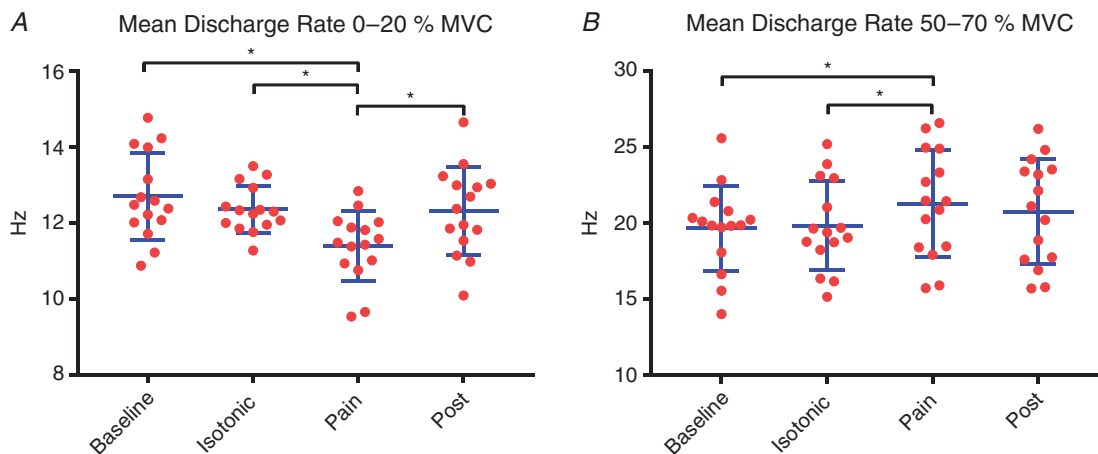 A Mean Discharge Rate 0–20 % MVC
Hz
16
14
12
10
8
*
*
*
Baseline
Isotonic
Pain
Post
B Mean Discharge Rate 50–70 % MVC
Hz
30
25
20
15
10
*
*
Baseline
Isotonic
Pain
Post